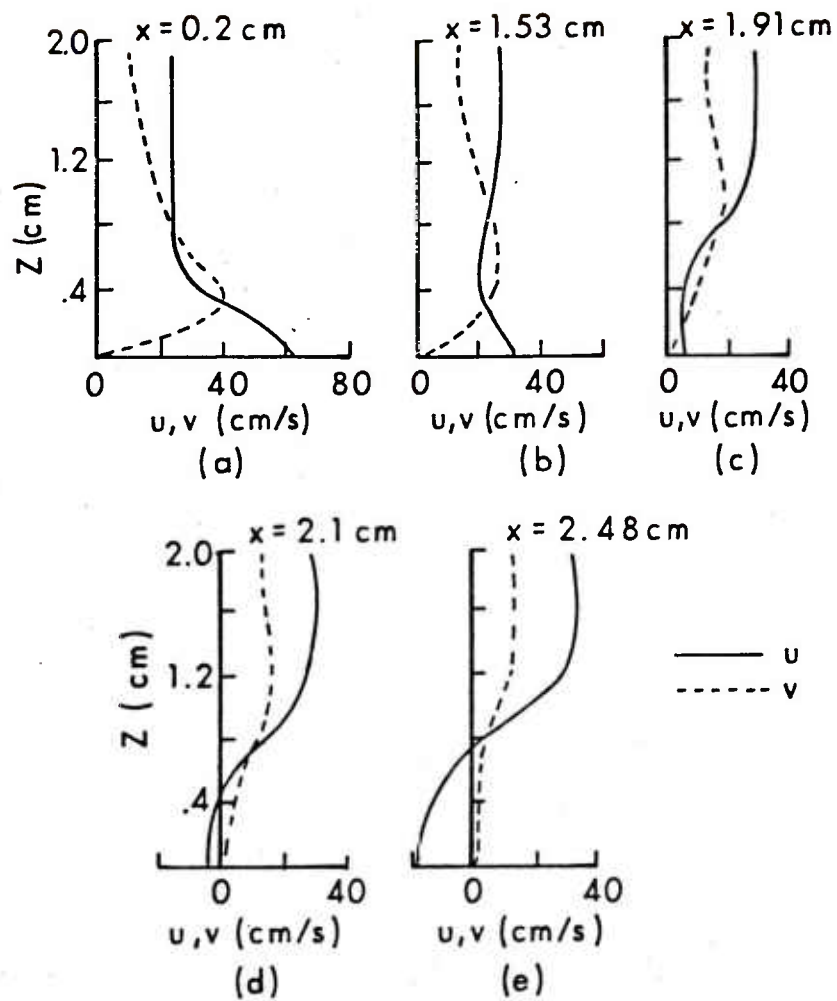 x = 0.2 cm
x = 1.53 cm
x = 1.91 cm
2.0
1.2
.4
Z (cm)
0 40 80
0 40
0 40
u, v (cm/s)
u, v (cm/s)
u, v (cm/s)
(a)
(b)
(c)
x = 2.1 cm
x = 2.48 cm
2.0
1.2
.4
Z (cm)
u
v
0 40
0 40
u, v (cm/s)
u, v (cm/s)
(d)
(e)